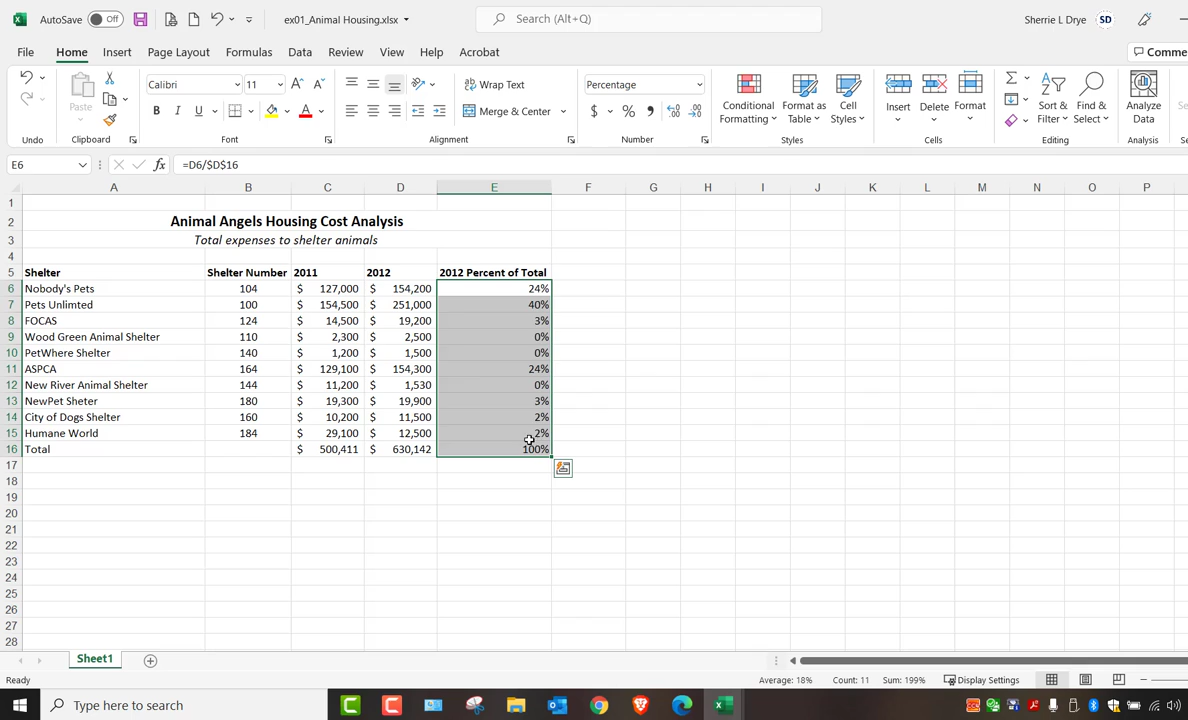 AutoSave Off ex01_Animal Housing.xlsx Search (Alt+Q) Sherrie L Drye SD
File Home Insert Page Layout Formulas Data Review View Help Acrobat Comme
Paste Calibri 11 Wrap Text Percentage Conditional Formatting Format as Table Cell Styles Insert Delete Format Sort & Filter Find & Select Analyze Data
B I U A Merge & Center $ % ,
Undo Clipboard Font Alignment Number Styles Cells Editing Analysis
E6 fx =D6/$D$16
A B C D E F G H I J K L M N O P
1
2 Animal Angels Housing Cost Analysis
3 Total expenses to shelter animals
4
5 Shelter Shelter Number 2011 2012 2012 Percent of Total
6 Nobody's Pets 104 $ 127,000 $ 154,200 24%
7 Pets Unlimted 100 $ 154,500 $ 251,000 40%
8 FOCAS 124 $ 14,500 $ 19,200 3%
9 Wood Green Animal Shelter 110 $ 2,300 $ 2,500 0%
10 PetWhere Shelter 140 $ 1,200 $ 1,500 0%
11 ASPCA 164 $ 129,100 $ 154,300 24%
12 New River Animal Shelter 144 $ 11,200 $ 1,530 0%
13 NewPet Sheter 180 $ 19,300 $ 19,900 3%
14 City of Dogs Shelter 160 $ 10,200 $ 11,500 2%
15 Humane World 184 $ 29,100 $ 12,500 2%
16 Total $ 500,411 $ 630,142 100%
17
18
19
20
21
22
23
24
25
26
27
28
Sheet1
Ready Average: 18% Count: 11 Sum: 199% Display Settings
Type here to search